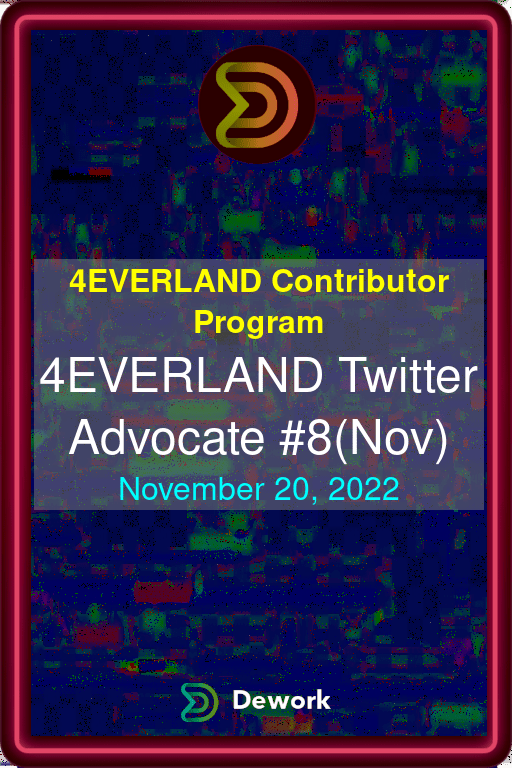 4EVERLAND Contributor
Program
4EVERLAND Twitter
Advocate #8(Nov)
November 20, 2022
Dework